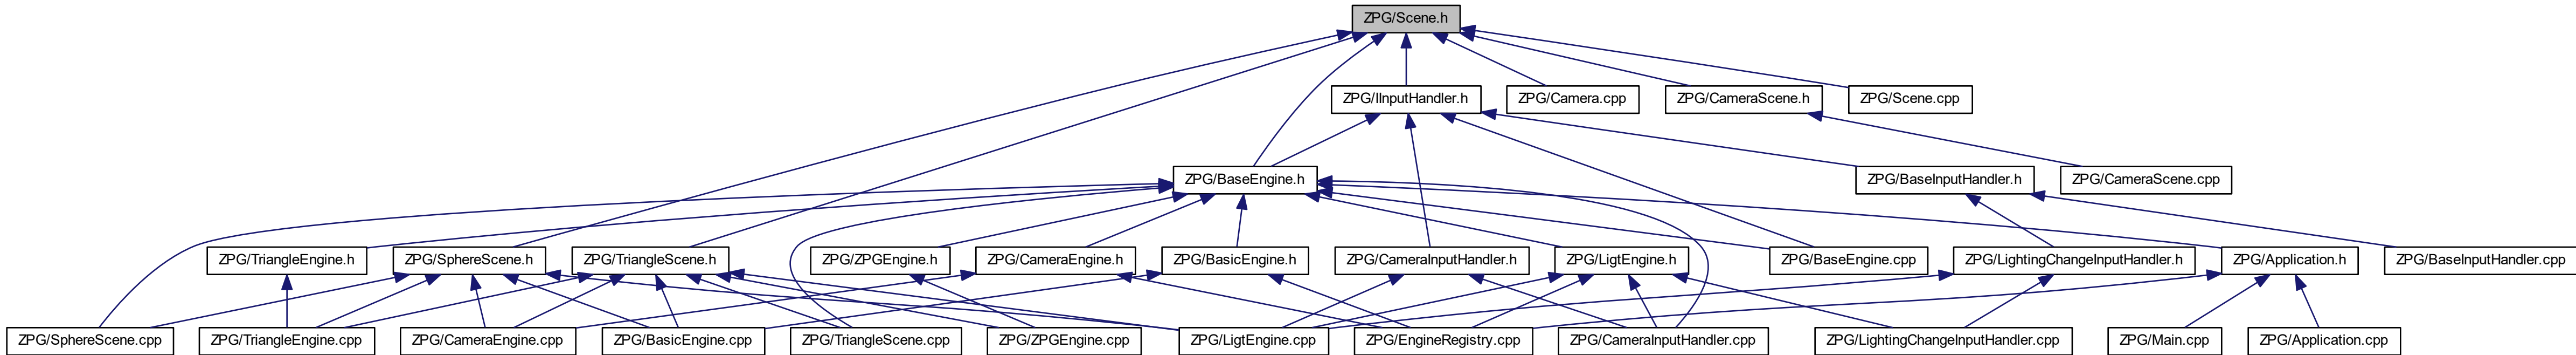 ZPG/Scene.h
ZPG/IInputHandler.h
ZPG/Camera.cpp
ZPG/CameraScene.h
ZPG/Scene.cpp
ZPG/BaseEngine.h
ZPG/BaseInputHandler.h
ZPG/CameraScene.cpp
ZPG/TriangleEngine.h
ZPG/SphereScene.h
ZPG/TriangleScene.h
ZPG/ZPGEngine.h
ZPG/CameraEngine.h
ZPG/BasicEngine.h
ZPG/CameraInputHandler.h
ZPG/LigtEngine.h
ZPG/BaseEngine.cpp
ZPG/LightingChangeInputHandler.h
ZPG/Application.h
ZPG/BaseInputHandler.cpp
ZPG/SphereScene.cpp
ZPG/TriangleEngine.cpp
ZPG/CameraEngine.cpp
ZPG/BasicEngine.cpp
ZPG/TriangleScene.cpp
ZPG/ZPGEngine.cpp
ZPG/LigtEngine.cpp
ZPG/EngineRegistry.cpp
ZPG/CameraInputHandler.cpp
ZPG/LightingChangeInputHandler.cpp
ZPG/Main.cpp
ZPG/Application.cpp